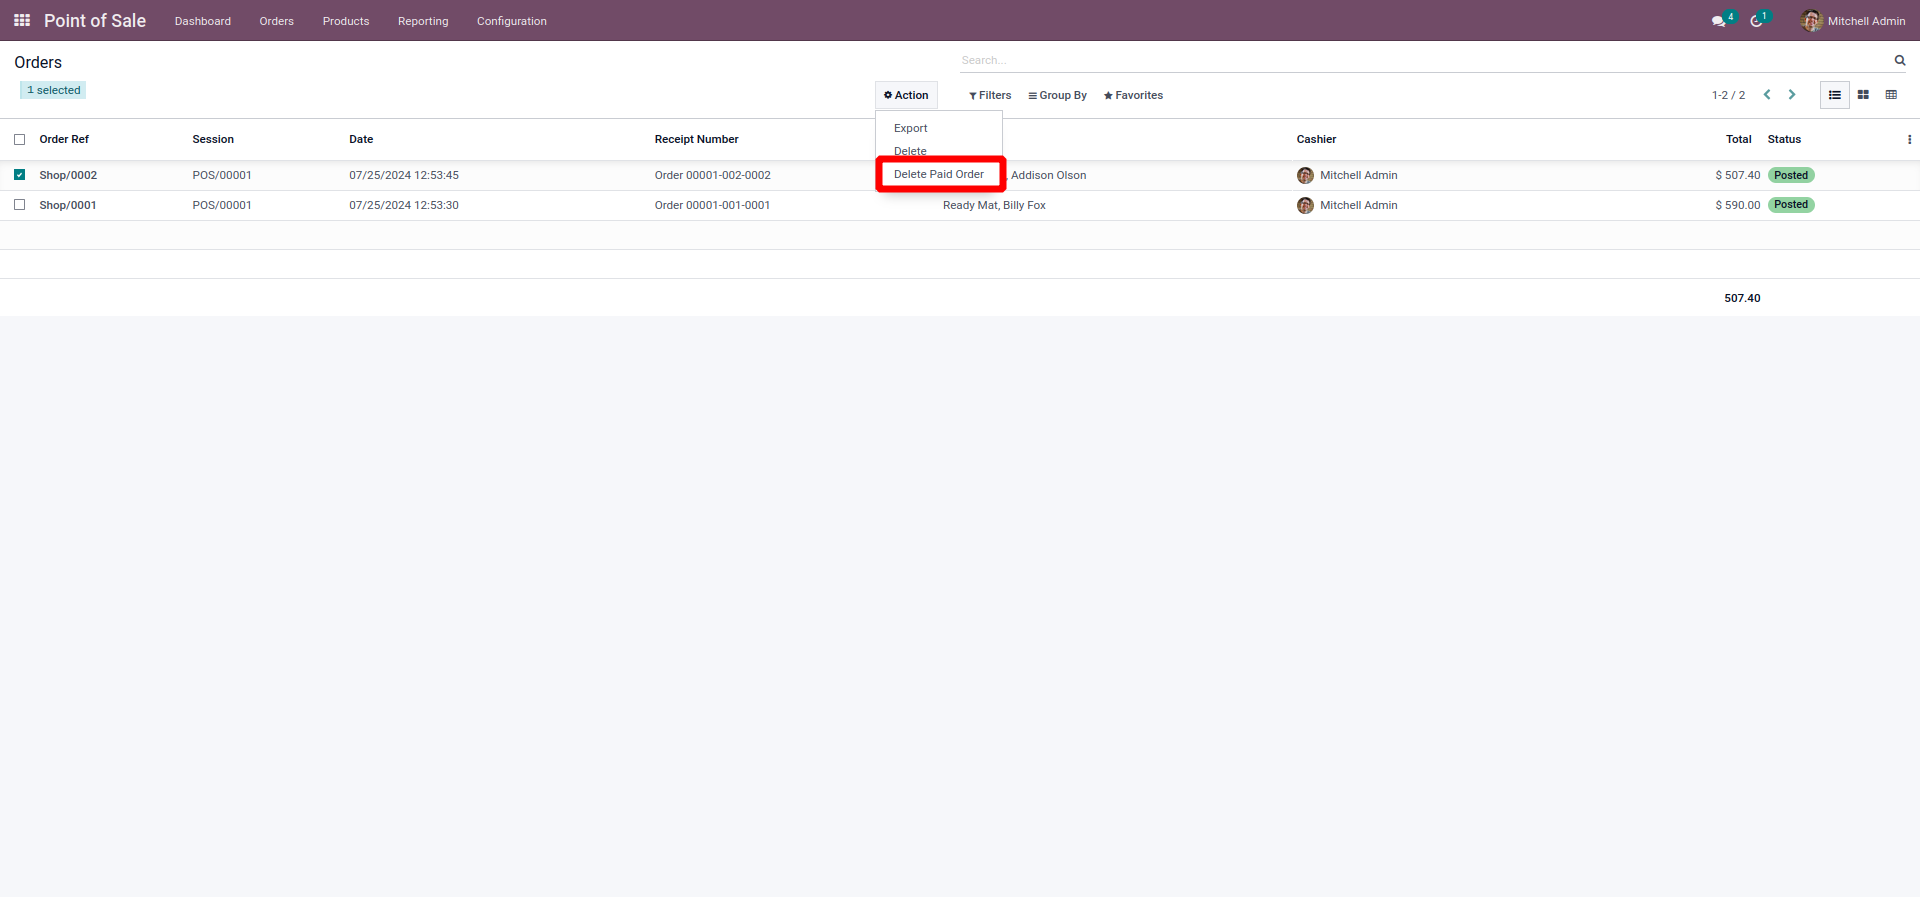 Point of Sale Dashboard Orders Products Reporting Configuration 4 1 Mitchell Admin
Orders Search...
1 selected Action Filters Group By Favorites 1-2 / 2
Export
Delete
Delete Paid Order
Order Ref Session Date Receipt Number Cashier Total Status
Shop/0002 POS/00001 07/25/2024 12:53:45 Order 00001-002-0002 Addison Olson Mitchell Admin $ 507.40 Posted
Shop/0001 POS/00001 07/25/2024 12:53:30 Order 00001-001-0001 Ready Mat, Billy Fox Mitchell Admin $ 590.00 Posted
507.40